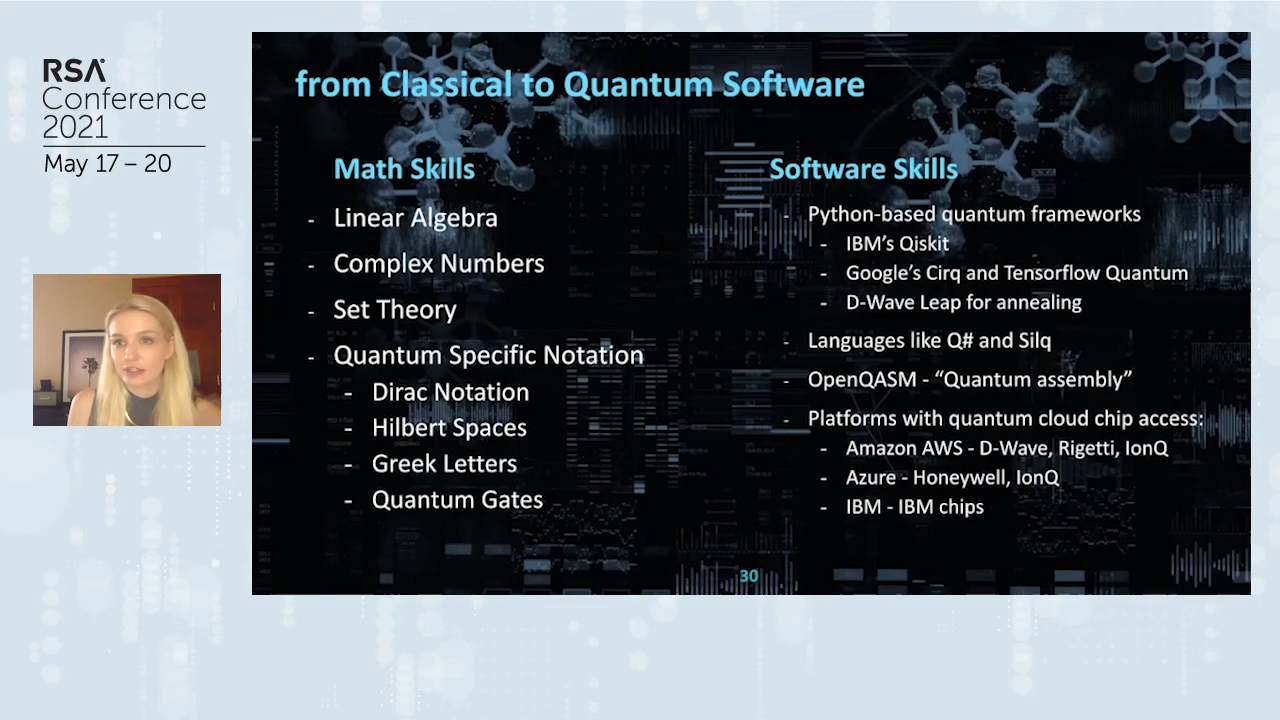 RSA
Conference
2021
May 17 – 20
from Classical to Quantum Software
Math Skills
- Linear Algebra
- Complex Numbers
- Set Theory
- Quantum Specific Notation
- Dirac Notation
- Hilbert Spaces
- Greek Letters
- Quantum Gates
Software Skills
- Python-based quantum frameworks
- IBM’s Qiskit
- Google’s Cirq and Tensorflow Quantum
- D-Wave Leap for annealing
- Languages like Q# and Silq
- OpenQASM - “Quantum assembly”
- Platforms with quantum cloud chip access:
- Amazon AWS - D-Wave, Rigetti, IonQ
- Azure - Honeywell, IonQ
- IBM - IBM chips
30